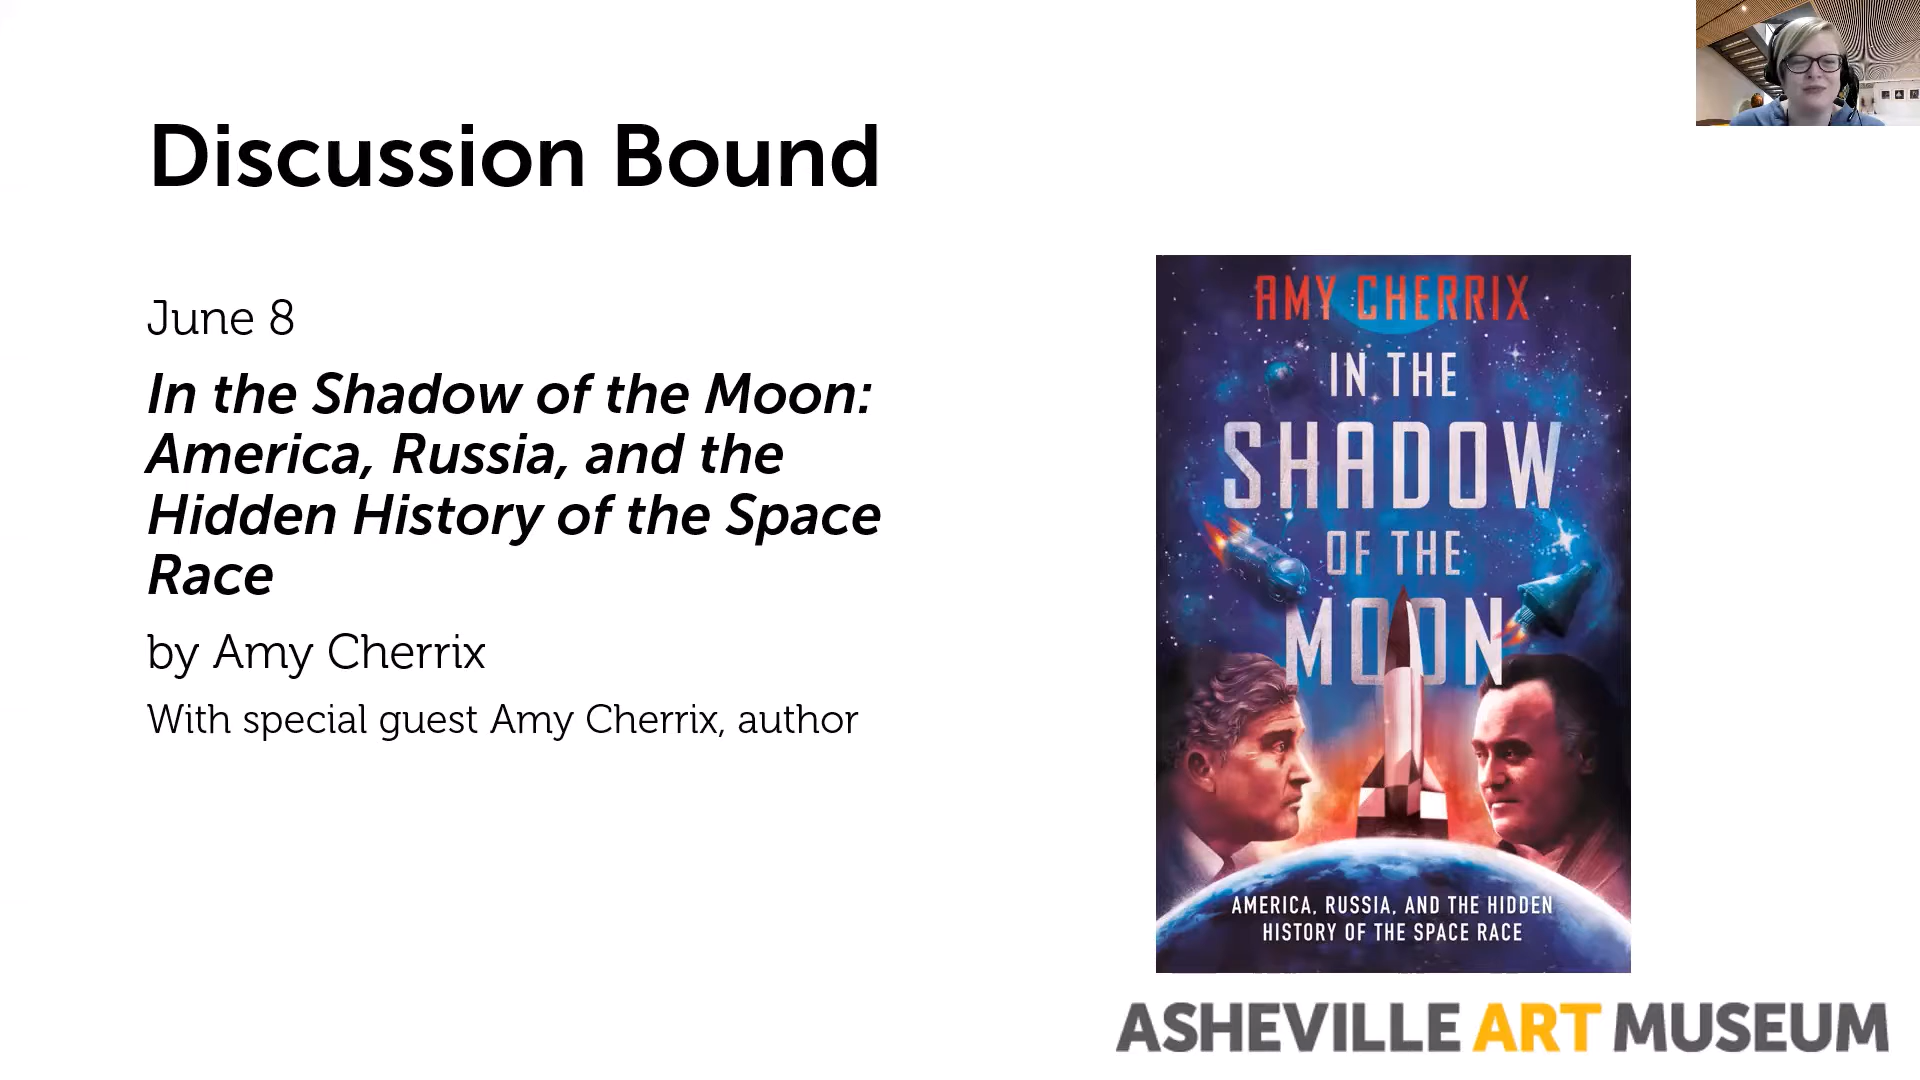 Discussion Bound
June 8
In the Shadow of the Moon:
America, Russia, and the
Hidden History of the Space
Race
by Amy Cherrix
With special guest Amy Cherrix, author
AMY CHERRIX
IN THE
SHADOW
OF THE
MOON
AMERICA, RUSSIA, AND THE HIDDEN
HISTORY OF THE SPACE RACE
ASHEVILLE ART MUSEUM